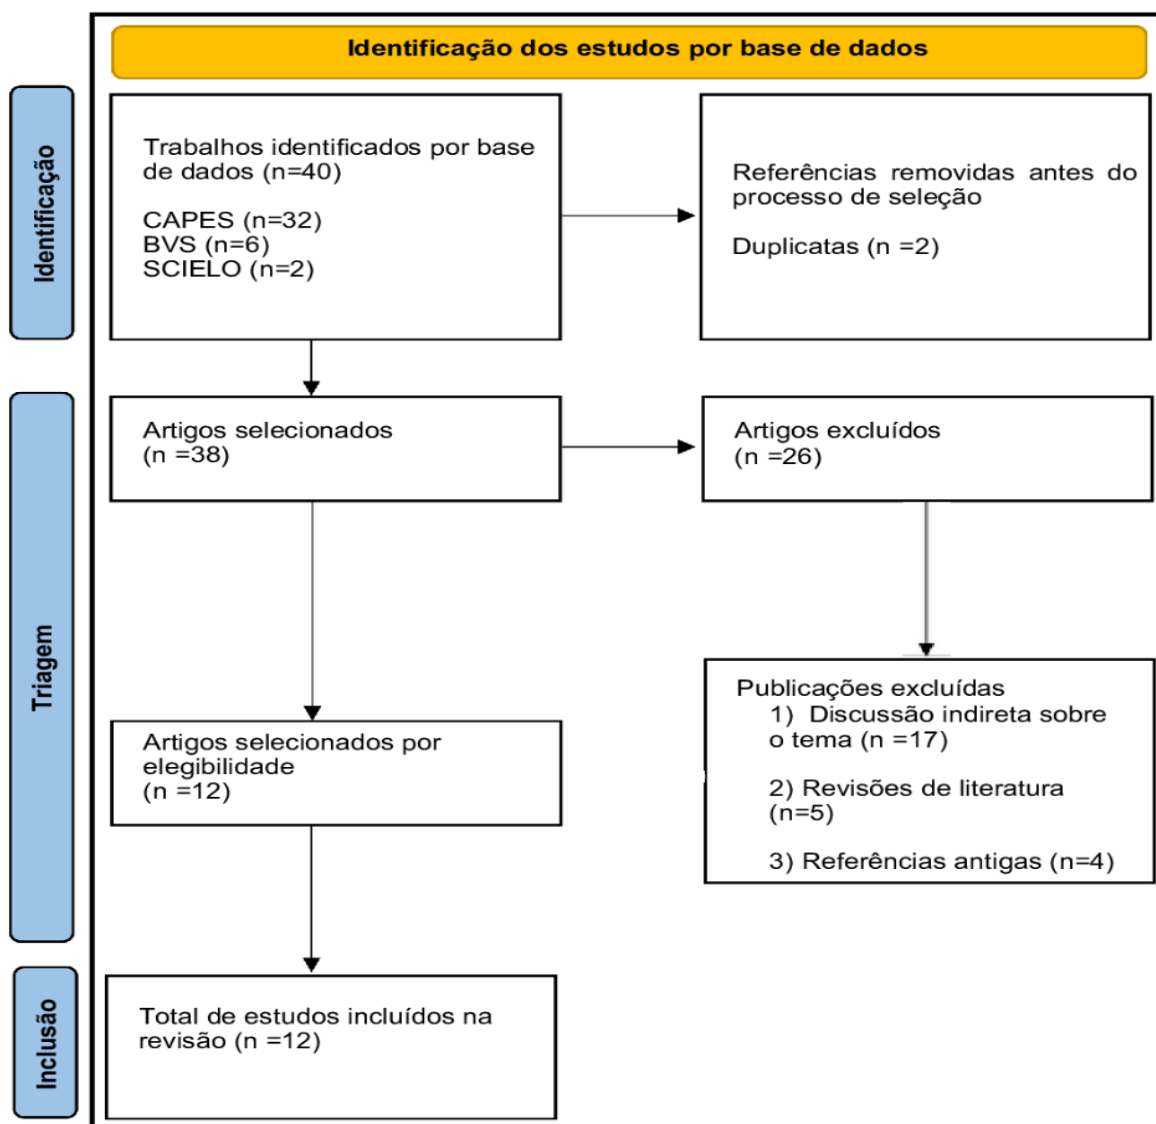 Identificação dos estudos por base de dados
Identificação
Trabalhos identificados por base
de dados (n=40)
CAPES (n=32)
BVS (n=6)
SCIELO (n=2)
Referências removidas antes do
processo de seleção
Duplicatas (n =2)
Triagem
Artigos selecionados
(n =38)
Artigos excluídos
(n =26)
Artigos selecionados por
elegibilidade
(n =12)
Publicações excluídas
1) Discussão indireta sobre
o tema (n =17)
2) Revisões de literatura
(n=5)
3) Referências antigas (n=4)
Inclusão
Total de estudos incluídos na
revisão (n =12)